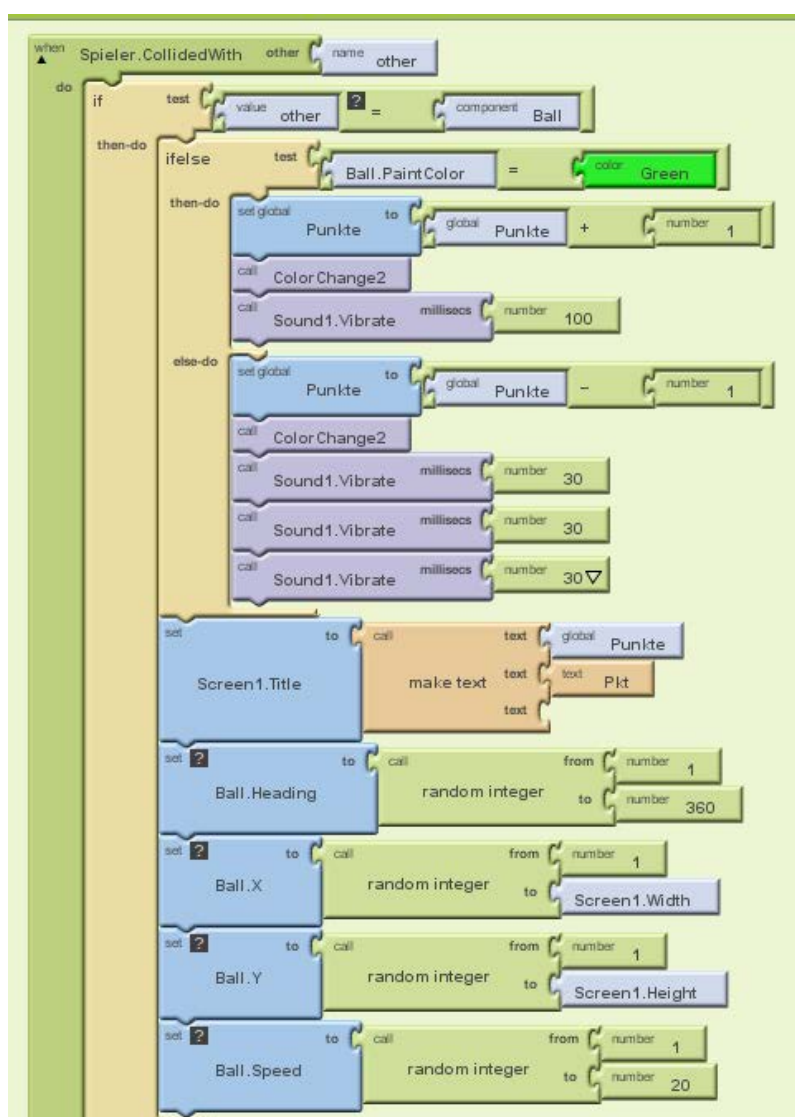 when Spieler.CollidedWith other name other
do if test value other ? = component Ball
then-do ifelse test Ball.PaintColor = color Green
then-do set global Punkte to global Punkte + number 1
call ColorChange2
call Sound1.Vibrate millisecs number 100
else-do set global Punkte to global Punkte - number 1
call ColorChange2
call Sound1.Vibrate millisecs number 30
call Sound1.Vibrate millisecs number 30
call Sound1.Vibrate millisecs number 30
set Screen1.Title to call make text text global Punkte
text text Pkt
text
set ? Ball.Heading to call random integer from number 1
to number 360
set ? Ball.X to call random integer from number 1
to Screen1.Width
set ? Ball.Y to call random integer from number 1
to Screen1.Height
set ? Ball.Speed to call random integer from number 1
to number 20